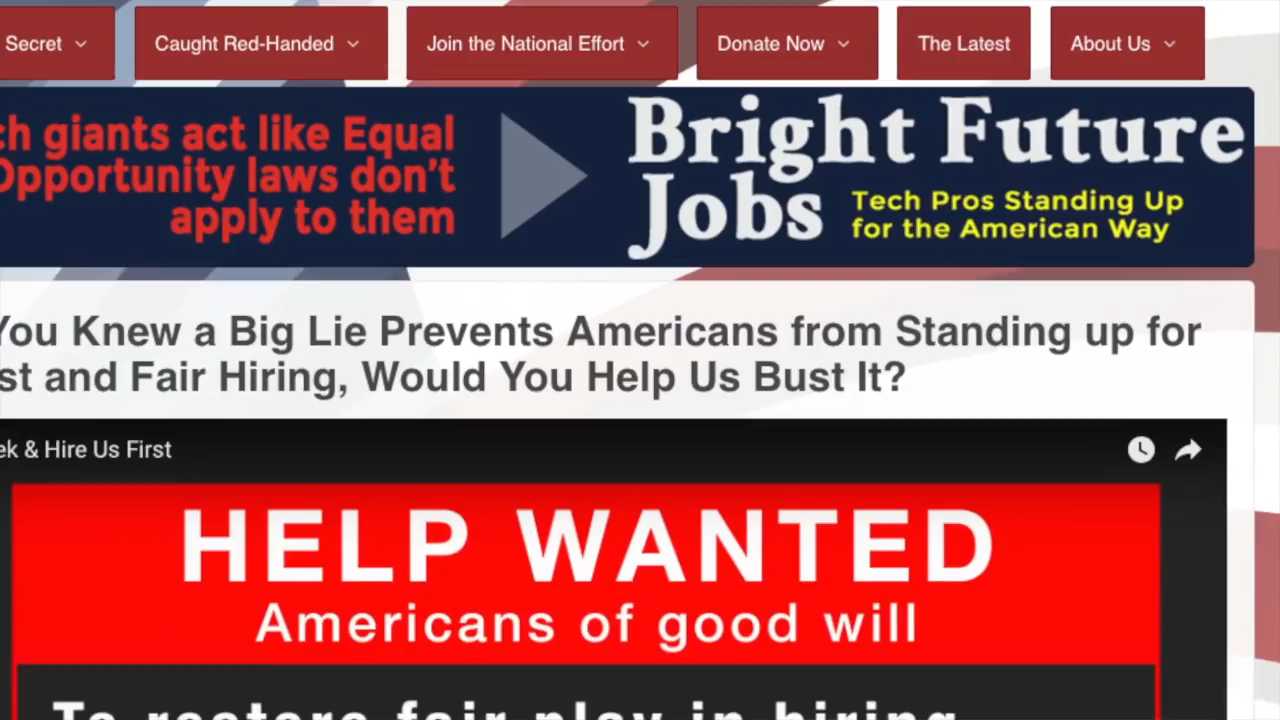 Secret
Caught Red-Handed
Join the National Effort
Donate Now
The Latest
About Us
ch giants act like Equal
Opportunity laws don't
apply to them
Bright Future
Jobs
Tech Pros Standing Up
for the American Way
You Knew a Big Lie Prevents Americans from Standing up for
st and Fair Hiring, Would You Help Us Bust It?
ek & Hire Us First
HELP WANTED
Americans of good will
To restore fair play in hiring